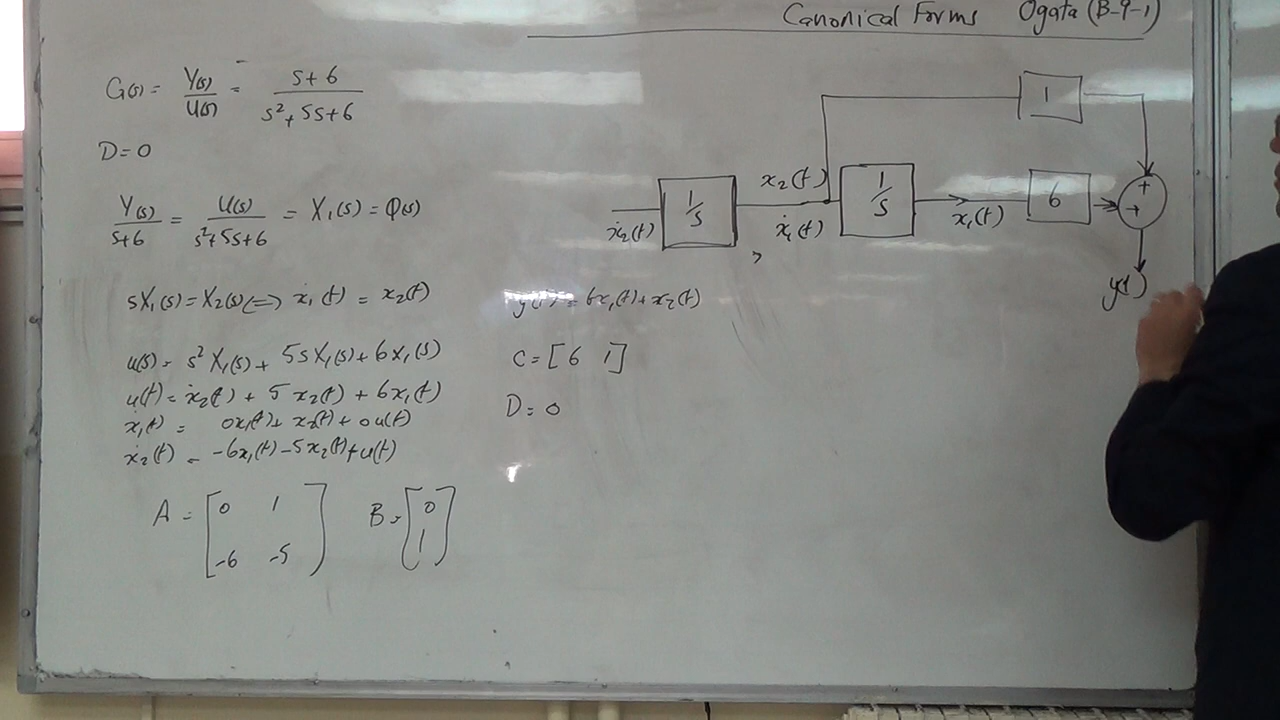 Canonical Forms Ogata (B-9-1)
G(s) = Y(s)/U(s) = (s+6)/(s²+5s+6)
D=0
Y(s)/(s+6) = U(s)/(s²+5s+6) = X₁(s) = Q(s)
sX₁(s) = X₂(s) ⟺ ẋ₁(t) = x₂(t)
u(s) = s²X₁(s) + 5sX₁(s) + 6X₁(s)
u(t) = ẋ₂(t) + 5x₂(t) + 6x₁(t)
ẋ₁(t) = 0x₁(t) + x₂(t) + 0u(t)
ẋ₂(t) = -6x₁(t) -5x₂(t) + u(t)
A = [0 1
-6 -5]
B = [0
1]
y(t) = 6x₁(t) + x₂(t)
C = [6 1]
D = 0
1
ẋ₂(t) 1/s x₂(t) ẋ₁(t) 1/s x₁(t) 6 + +
y(t)